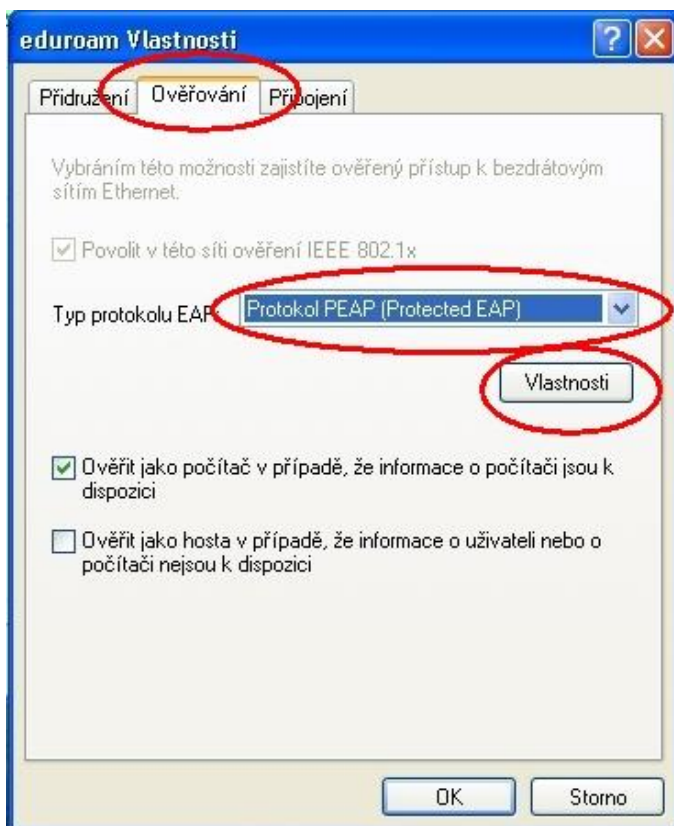 eduroam Vlastnosti
Přidružení Ověřování Připojení
Vybráním této možnosti zajistíte ověřený přístup k bezdrátovým
sítím Ethernet.
Povolit v této síti ověření IEEE 802.1x
Typ protokolu EAP: Protokol PEAP (Protected EAP)
Vlastnosti
Ověřit jako počítač v případě, že informace o počítači jsou k
dispozici
Ověřit jako hosta v případě, že informace o uživateli nebo o
počítači nejsou k dispozici
OK Storno